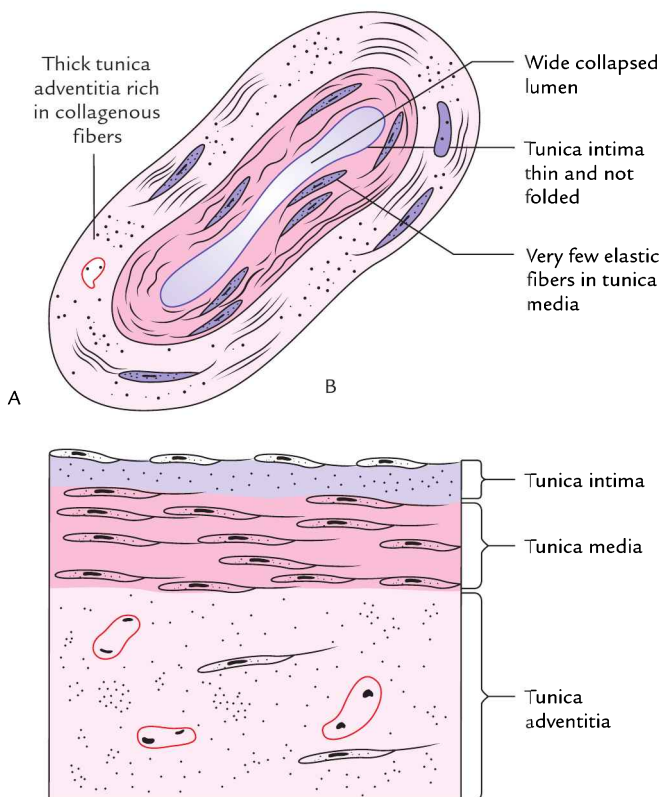 Thick tunica
adventitia rich
in collagenous
fibers
Wide collapsed
lumen
Tunica intima
thin and not
folded
Very few elastic
fibers in tunica
media
A
B
Tunica intima
Tunica media
Tunica
adventitia